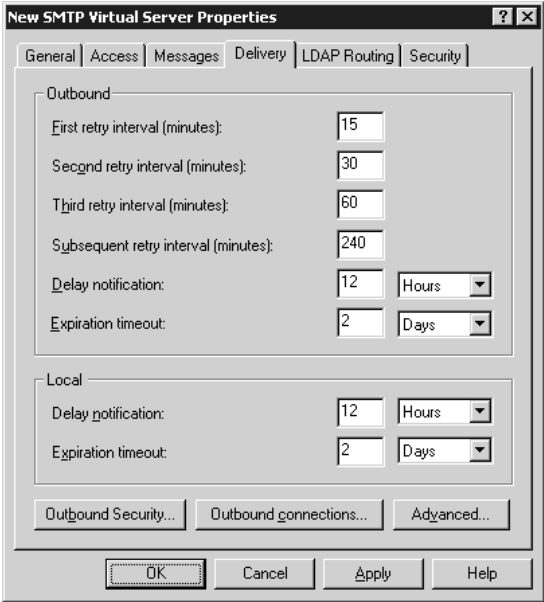 New SMTP Virtual Server Properties
General Access Messages Delivery LDAP Routing Security
Outbound
First retry interval (minutes): 15
Second retry interval (minutes): 30
Third retry interval (minutes): 60
Subsequent retry interval (minutes): 240
Delay notification: 12 Hours
Expiration timeout: 2 Days
Local
Delay notification: 12 Hours
Expiration timeout: 2 Days
Outbound Security... Outbound connections... Advanced...
OK Cancel Apply Help